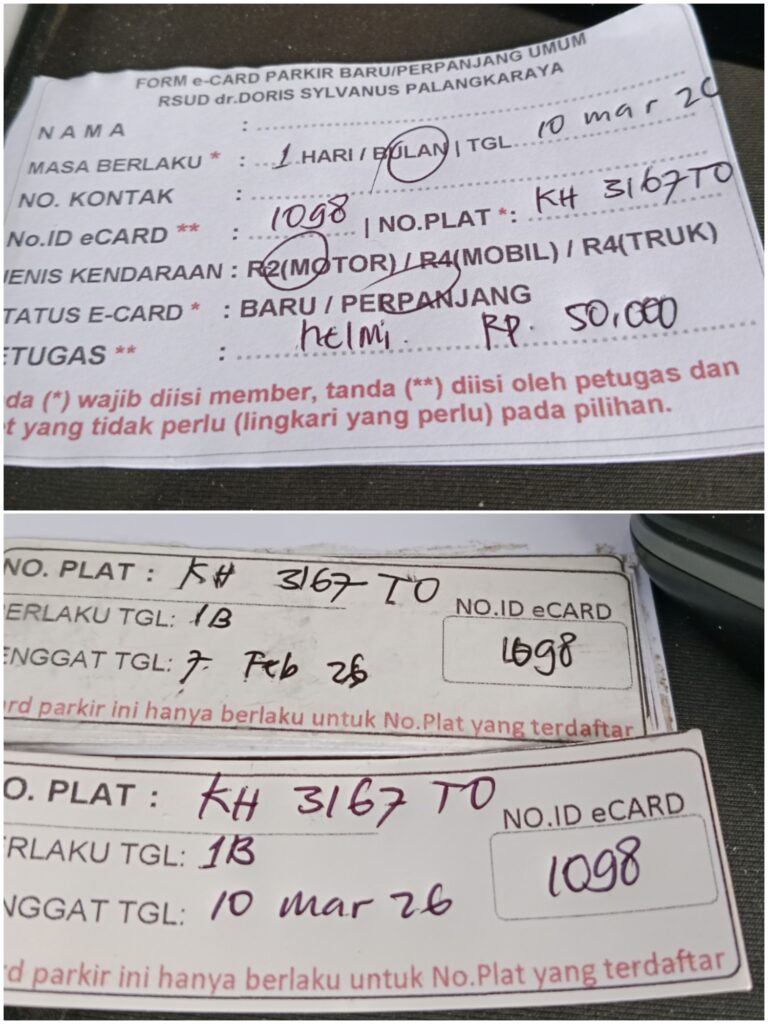 FORM e-CARD PARKIR BARU/PERPANJANG UMUM
RSUD dr.DORIS SYLVANUS PALANGKARAYA
NAMA :
MASA BERLAKU * : 1 HARI / BULAN | TGL 10 mar 26
NO. KONTAK :
No.ID eCARD ** : 1098 | NO.PLAT *: KH 3167 TO
JENIS KENDARAAN : R2(MOTOR) / R4(MOBIL) / R4(TRUK)
TATUS E-CARD * : BARU / PERPANJANG
ETUGAS ** : helmi. RP. 50,000
da (*) wajib diisi member, tanda (**) diisi oleh petugas dan
t yang tidak perlu (lingkari yang perlu) pada pilihan.
NO. PLAT : KH 3167 TO
ERLAKU TGL: 1B
NO.ID eCARD
1098
ENGGAT TGL: 7 Feb 26
rd parkir ini hanya berlaku untuk No.Plat yang terdaftar
O. PLAT : KH 3167 TO
NO.ID eCARD
RLAKU TGL: 1B
1098
NGGAT TGL: 10 mar 26
d parkir ini hanya berlaku untuk No.Plat yang terdaftar